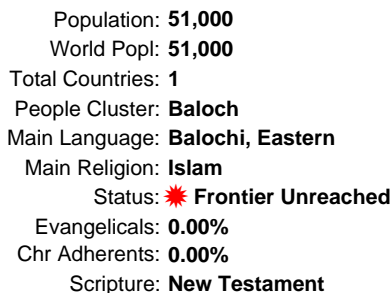 Population: 51,000
World Popl: 51,000
Total Countries: 1
People Cluster: Baloch
Main Language: Balochi, Eastern
Main Religion: Islam
Status: Frontier Unreached
Evangelicals: 0.00%
Chr Adherents: 0.00%
Scripture: New Testament